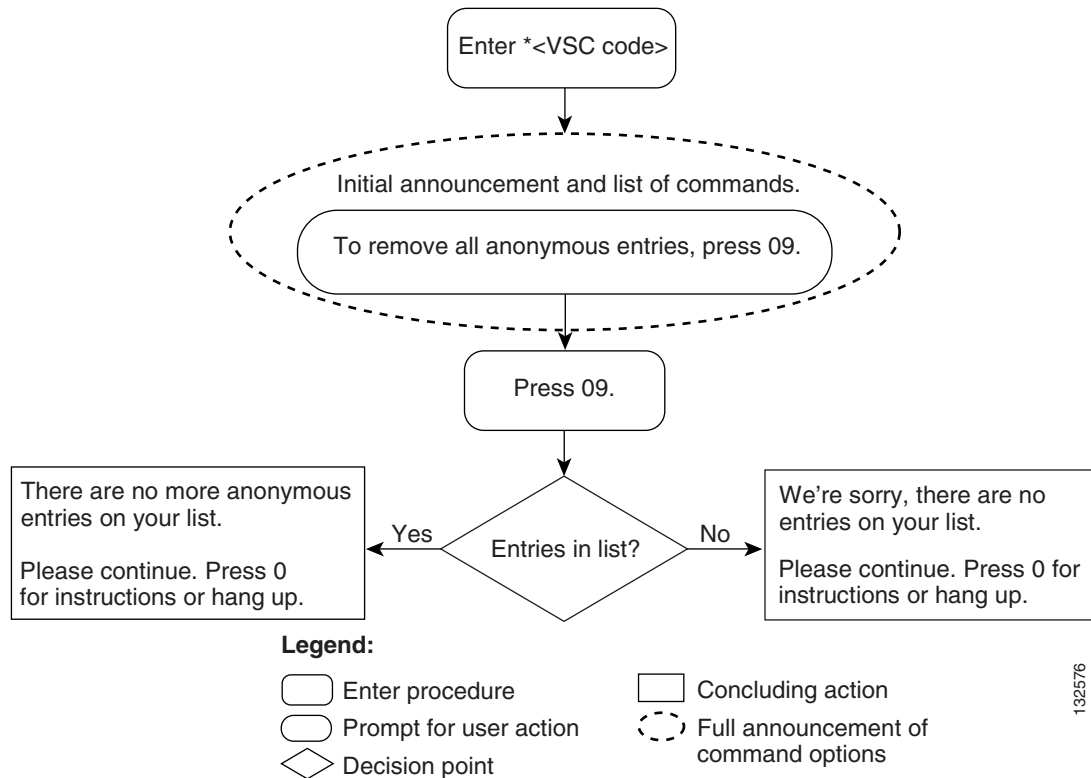 Enter *<VSC code>
Initial announcement and list of commands.
To remove all anonymous entries, press 09.
Press 09.
There are no more anonymous
entries on your list.
Please continue. Press 0
for instructions or hang up.
Yes
Entries in list?
No
We're sorry, there are no
entries on your list.
Please continue. Press 0 for
instructions or hang up.
Legend:
Enter procedure
Prompt for user action
Decision point
Concluding action
Full announcement of
command options
132576